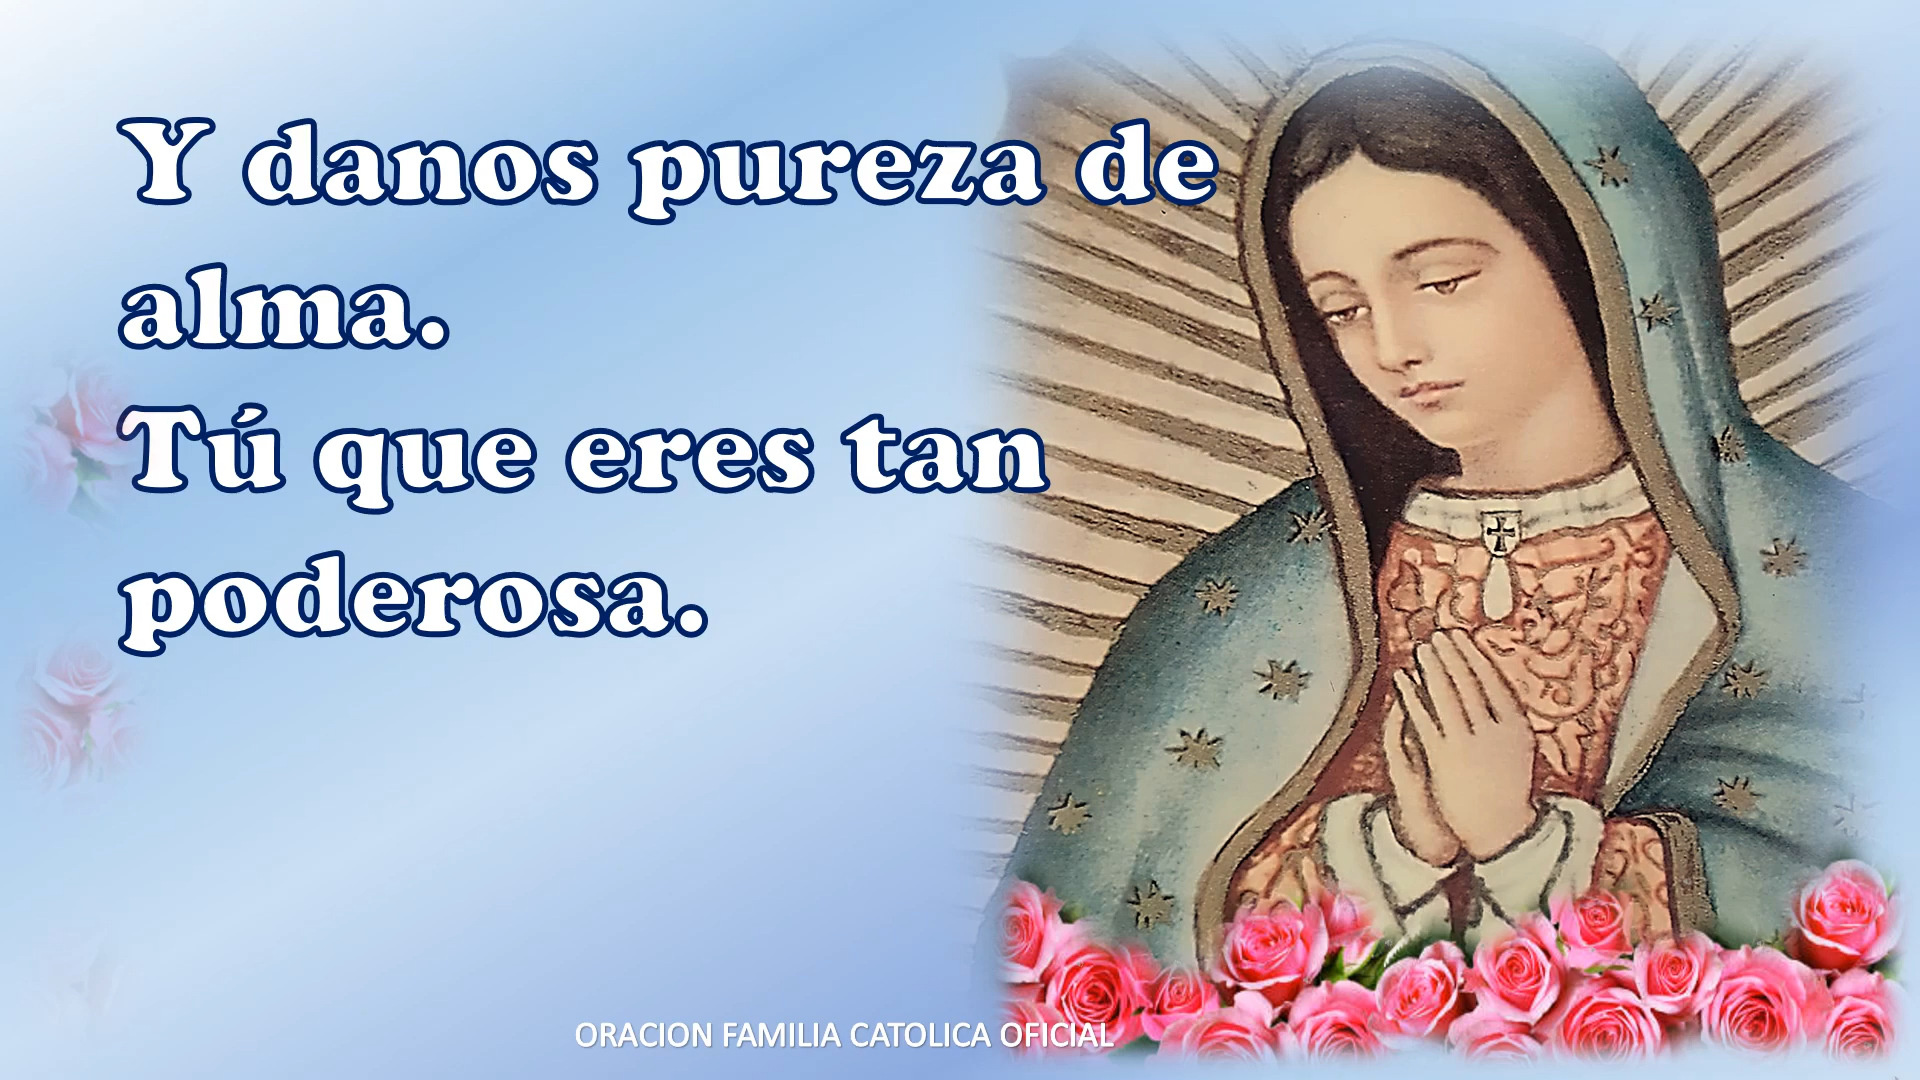 Y danos pureza de
alma.
Tú que eres tan
poderosa.
ORACION FAMILIA CATOLICA OFICIAL